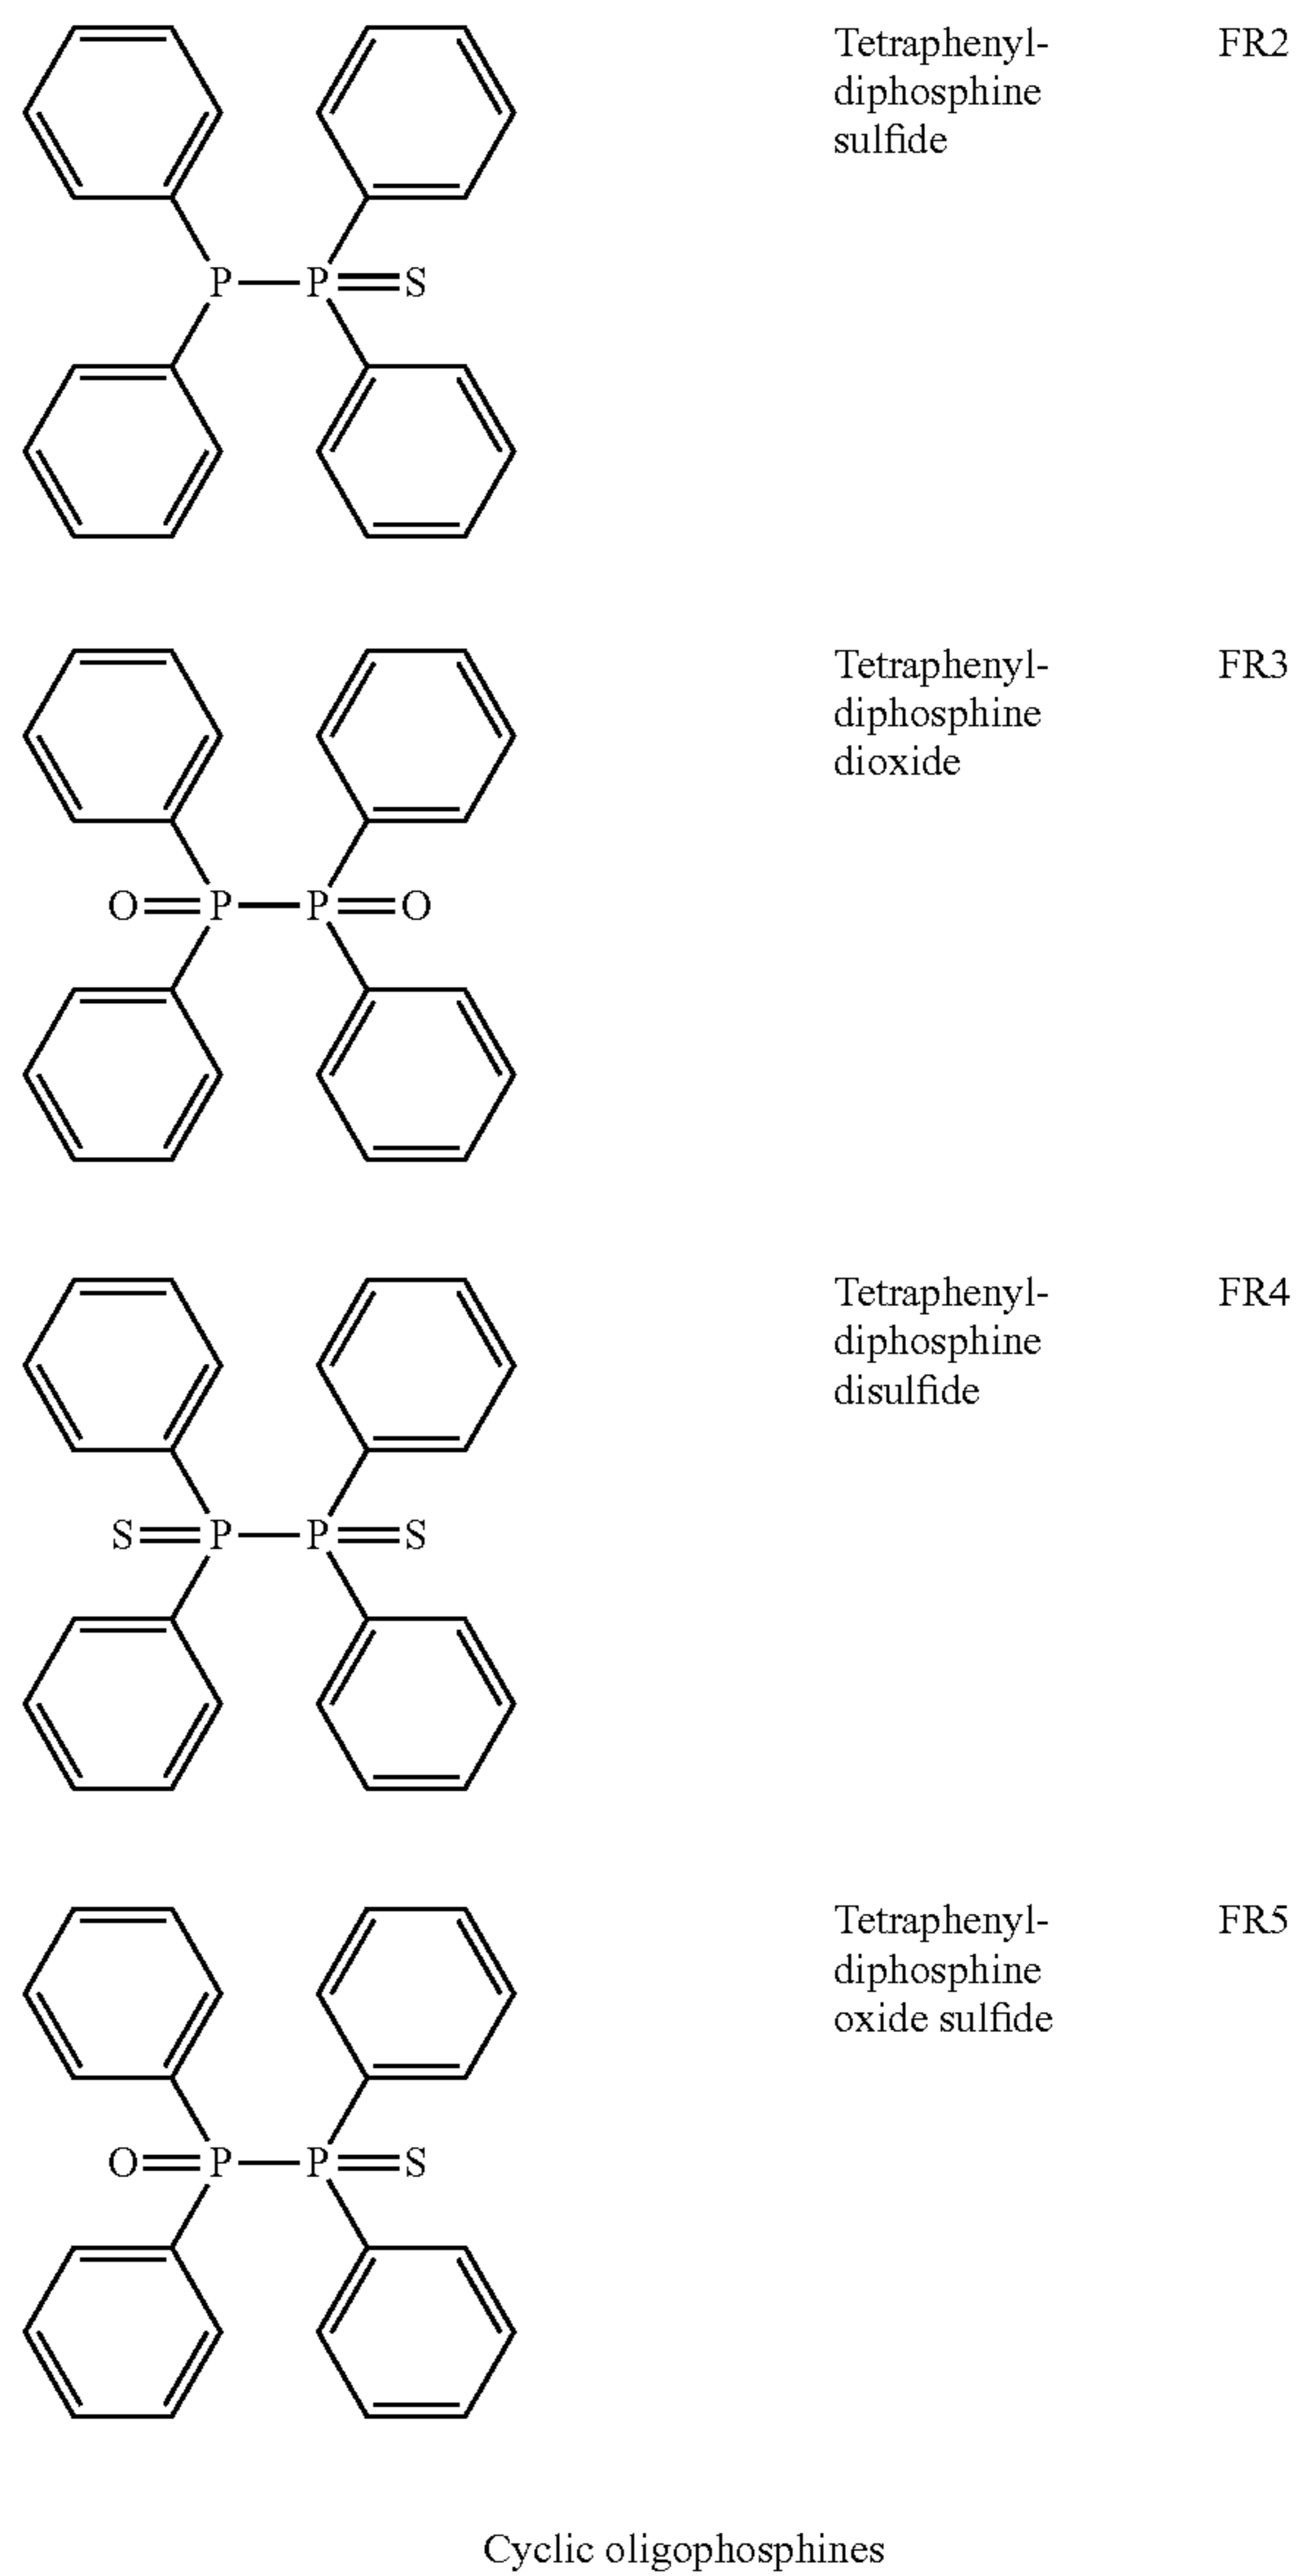 Tetraphenyl- FR2
diphosphine
sulfide
P P S
Tetraphenyl- FR3
diphosphine
dioxide
O P P O
Tetraphenyl- FR4
diphosphine
disulfide
S P P S
Tetraphenyl- FR5
diphosphine
oxide sulfide
O P P S
Cyclic oligophosphines